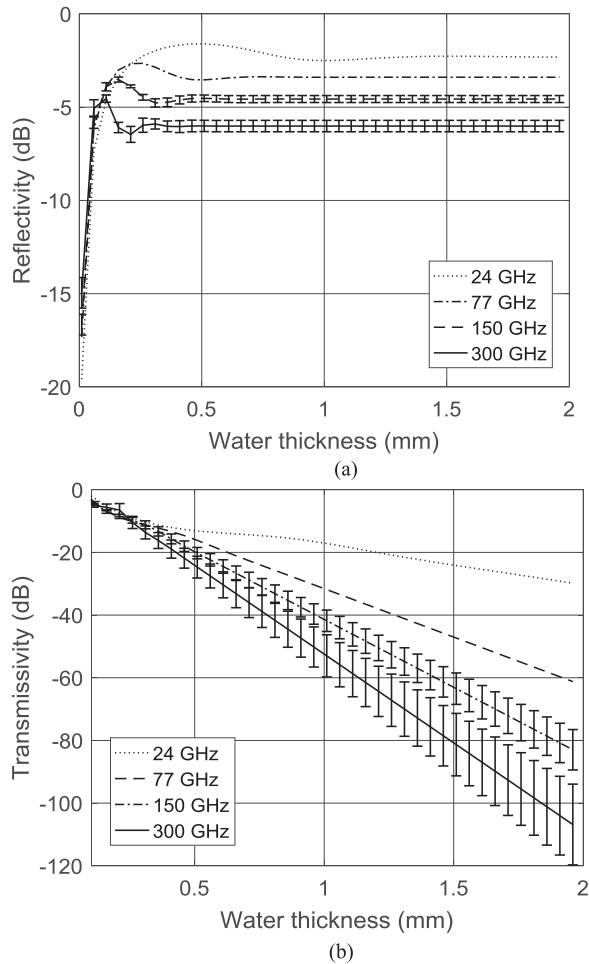 0
-5
-10
-15
-20
Reflectivity (dB)
24 GHz
77 GHz
150 GHz
300 GHz
0 0.5 1 1.5 2
Water thickness (mm)
(a)
0
-20
-40
-60
-80
-100
-120
Transmissivity (dB)
24 GHz
77 GHz
150 GHz
300 GHz
0.5 1 1.5 2
Water thickness (mm)
(b)